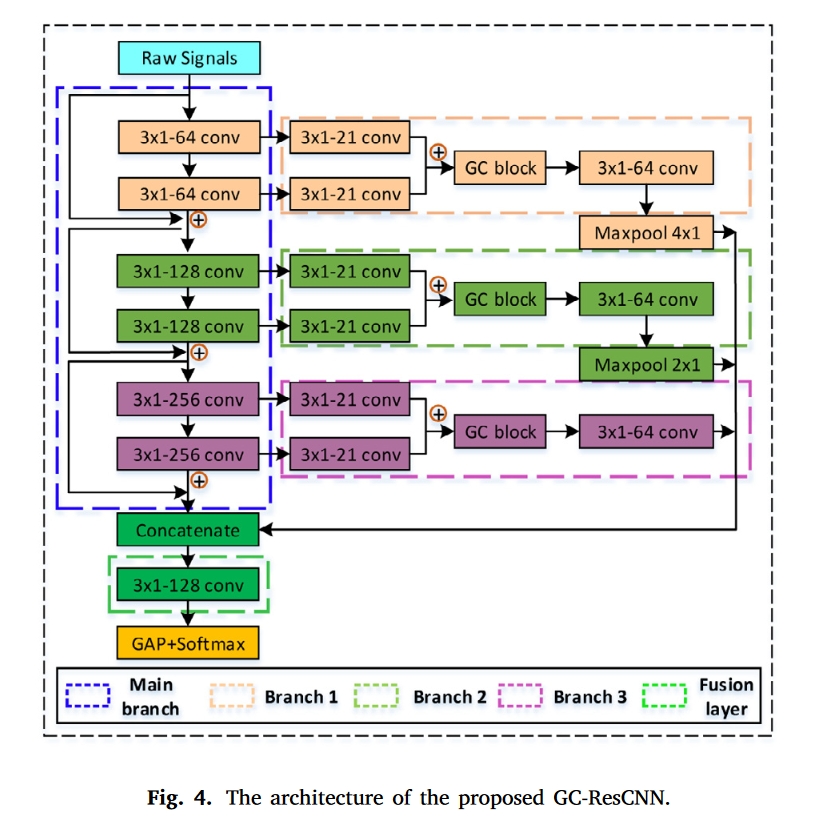 Raw Signals
3x1-64 conv
3x1-21 conv
3x1-64 conv
3x1-21 conv
GC block
3x1-64 conv
Maxpool 4x1
3x1-128 conv
3x1-21 conv
3x1-128 conv
3x1-21 conv
GC block
3x1-64 conv
Maxpool 2x1
3x1-256 conv
3x1-21 conv
3x1-256 conv
3x1-21 conv
GC block
3x1-64 conv
Concatenate
3x1-128 conv
GAP+Softmax
Main
branch
Branch 1
Branch 2
Branch 3
Fusion
layer
Fig. 4. The architecture of the proposed GC-ResCNN.